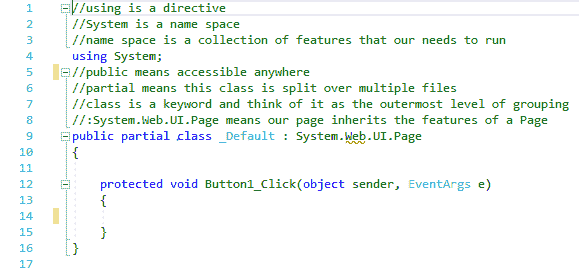 1 //using is a directive
2 //System is a name space
3 //name space is a collection of features that our needs to run
4 using System;
5 //public means accessible anywhere
6 //partial means this class is split over multiple files
7 //class is a keyword and think of it as the outermost level of grouping
8 //:System.Web.UI.Page means our page inherits the features of a Page
9 public partial class _Default : System.Web.UI.Page
10 {
11
12 protected void Button1_Click(object sender, EventArgs e)
13 {
14
15 }
16 }
17